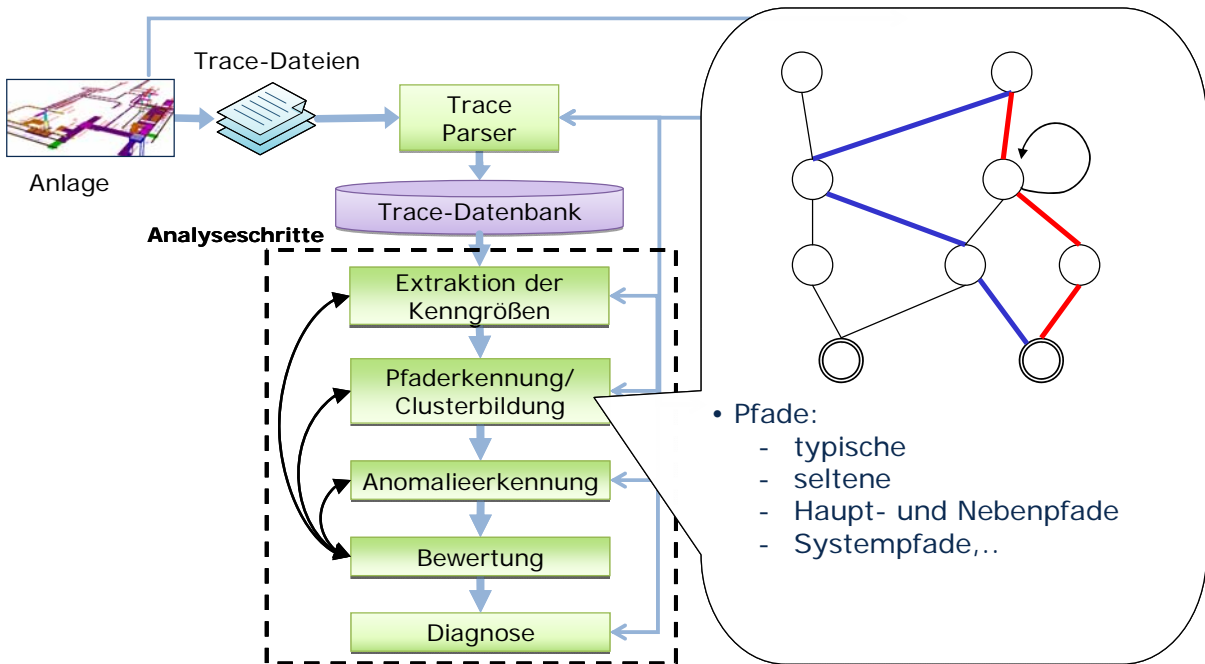 Trace-Dateien
Anlage
Trace
Parser
Trace-Datenbank
Analyseschritte
Extraktion der
Kenngrößen
Pfaderkennung/
Clusterbildung
Anomalieerkennung
Bewertung
Diagnose
• Pfade:
- typische
- seltene
- Haupt- und Nebenpfade
- Systempfade,..